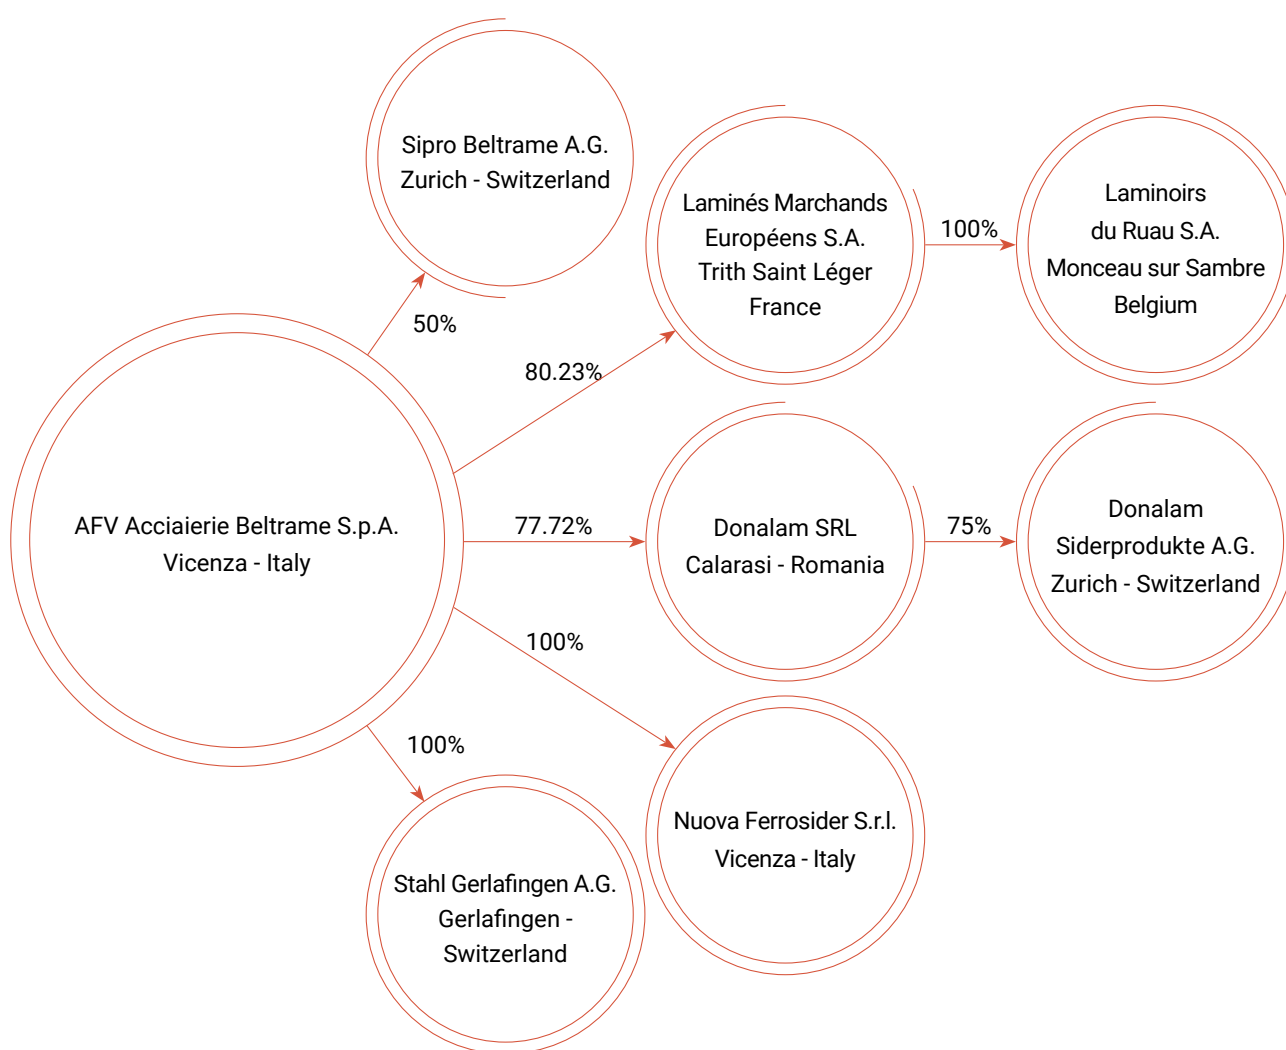 Sipro Beltrame A.G.
Zurich - Switzerland
50%
Laminés Marchands
Européens S.A.
Trith Saint Léger
France
80.23%
100%
Laminoirs
du Ruau S.A.
Monceau sur Sambre
Belgium
AFV Acciaierie Beltrame S.p.A.
Vicenza - Italy
77.72%
Donalam SRL
Calarasi - Romania
75%
Donalam
Siderprodukte A.G.
Zurich - Switzerland
100%
Nuova Ferrosider S.r.l.
Vicenza - Italy
100%
Stahl Gerlafingen A.G.
Gerlafingen -
Switzerland